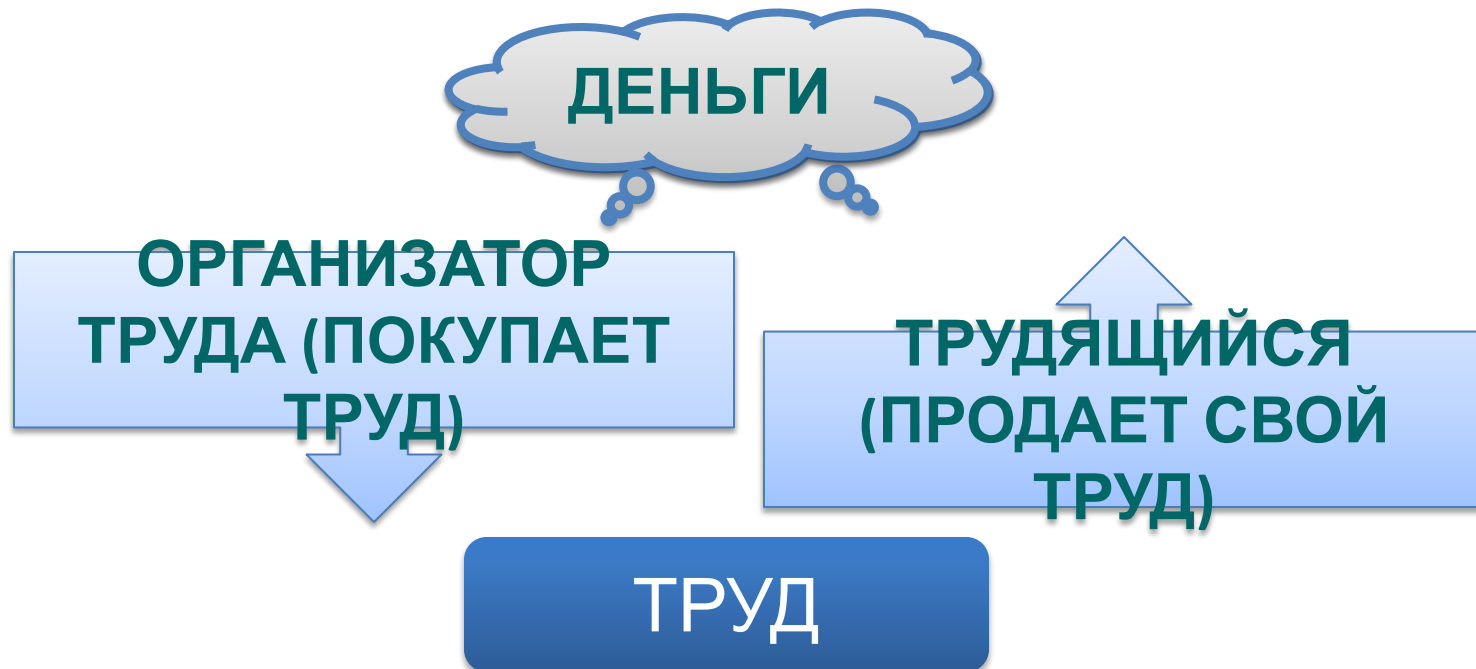 ДЕНЬГИ
ОРГАНИЗАТОР
ТРУДА (ПОКУПАЕТ
ТРУД)
ТРУДЯЩИЙСЯ
(ПРОДАЕТ СВОЙ
ТРУД)
ТРУД